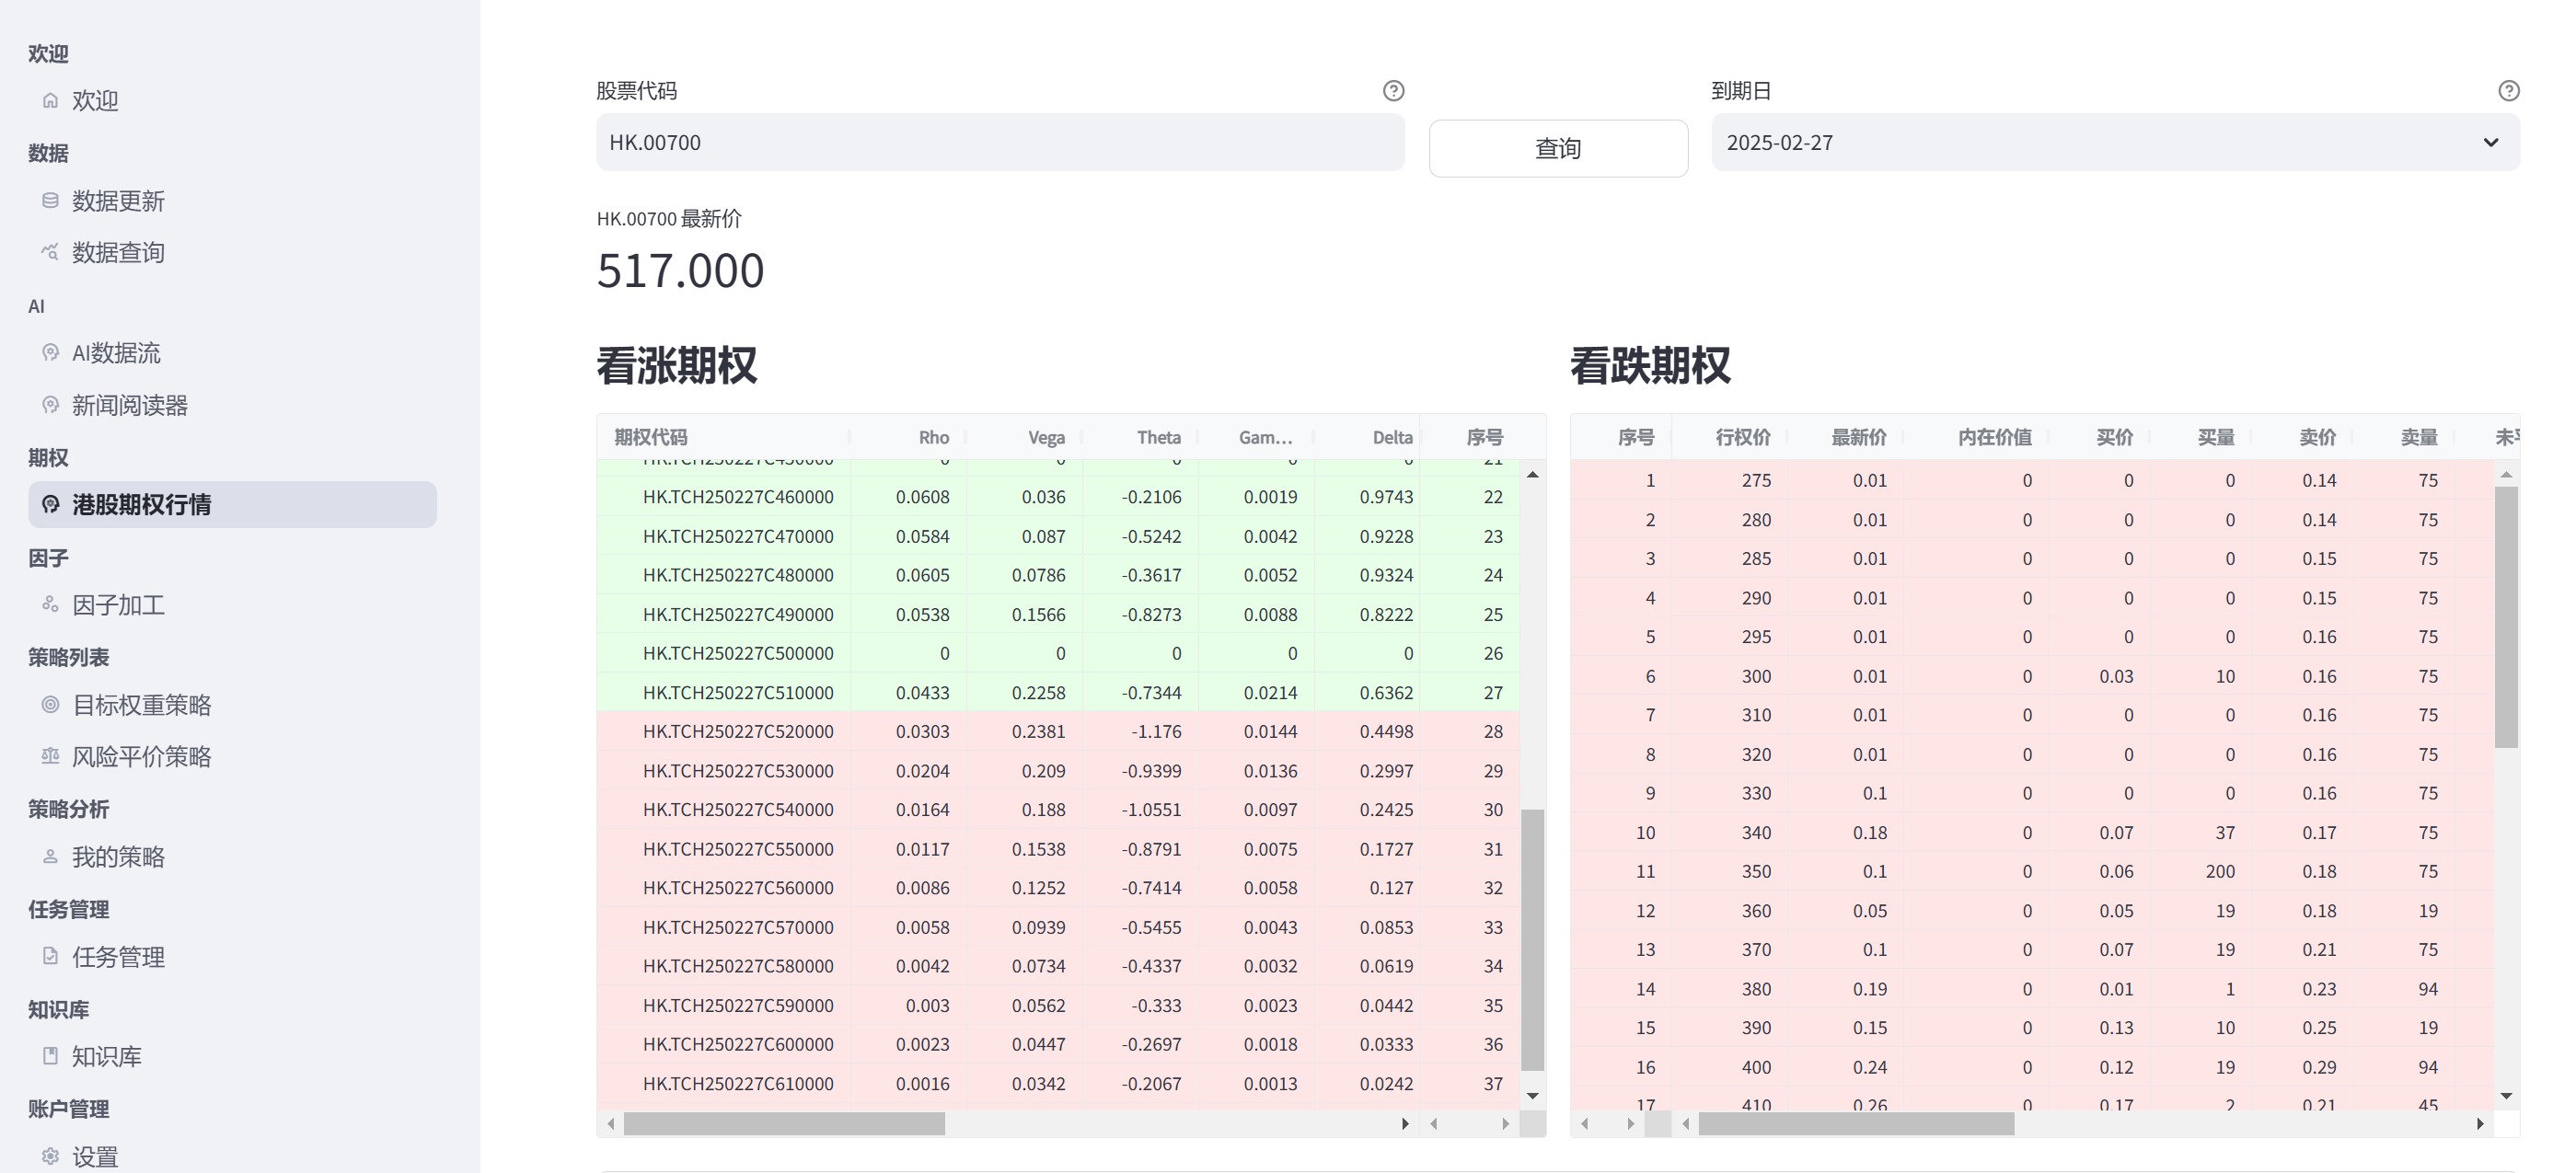 欢迎
欢迎
数据
数据更新
数据查询
AI
AI数据流
新闻阅读器
期权
港股期权行情
因子
因子加工
策略列表
目标权重策略
风险平价策略
策略分析
我的策略
任务管理
任务管理
知识库
知识库
账户管理
设置
股票代码
HK.00700
查询
到期日
2025-02-27
HK.00700 最新价
517.000
看涨期权
期权代码 Rho Vega Theta Gam... Delta 序号
HK.TCH250227C450000 0 0 0 0 0 21
HK.TCH250227C460000 0.0608 0.036 -0.2106 0.0019 0.9743 22
HK.TCH250227C470000 0.0584 0.087 -0.5242 0.0042 0.9228 23
HK.TCH250227C480000 0.0605 0.0786 -0.3617 0.0052 0.9324 24
HK.TCH250227C490000 0.0538 0.1566 -0.8273 0.0088 0.8222 25
HK.TCH250227C500000 0 0 0 0 0 26
HK.TCH250227C510000 0.0433 0.2258 -0.7344 0.0214 0.6362 27
HK.TCH250227C520000 0.0303 0.2381 -1.176 0.0144 0.4498 28
HK.TCH250227C530000 0.0204 0.209 -0.9399 0.0136 0.2997 29
HK.TCH250227C540000 0.0164 0.188 -1.0551 0.0097 0.2425 30
HK.TCH250227C550000 0.0117 0.1538 -0.8791 0.0075 0.1727 31
HK.TCH250227C560000 0.0086 0.1252 -0.7414 0.0058 0.127 32
HK.TCH250227C570000 0.0058 0.0939 -0.5455 0.0043 0.0853 33
HK.TCH250227C580000 0.0042 0.0734 -0.4337 0.0032 0.0619 34
HK.TCH250227C590000 0.003 0.0562 -0.333 0.0023 0.0442 35
HK.TCH250227C600000 0.0023 0.0447 -0.2697 0.0018 0.0333 36
HK.TCH250227C610000 0.0016 0.0342 -0.2067 0.0013 0.0242 37
看跌期权
序号 行权价 最新价 内在价值 买价 买量 卖价 卖量 未
1 275 0.01 0 0 0 0.14 75
2 280 0.01 0 0 0 0.14 75
3 285 0.01 0 0 0 0.15 75
4 290 0.01 0 0 0 0.15 75
5 295 0.01 0 0 0 0.16 75
6 300 0.01 0 0.03 10 0.16 75
7 310 0.01 0 0 0 0.16 75
8 320 0.01 0 0 0 0.16 75
9 330 0.1 0 0 0 0.16 75
10 340 0.18 0 0.07 37 0.17 75
11 350 0.1 0 0.06 200 0.18 75
12 360 0.05 0 0.05 19 0.18 19
13 370 0.1 0 0.07 19 0.21 75
14 380 0.19 0 0.01 1 0.23 94
15 390 0.15 0 0.13 10 0.25 19
16 400 0.24 0 0.12 19 0.29 94
17 410 0.26 0 0.17 2 0.21 45